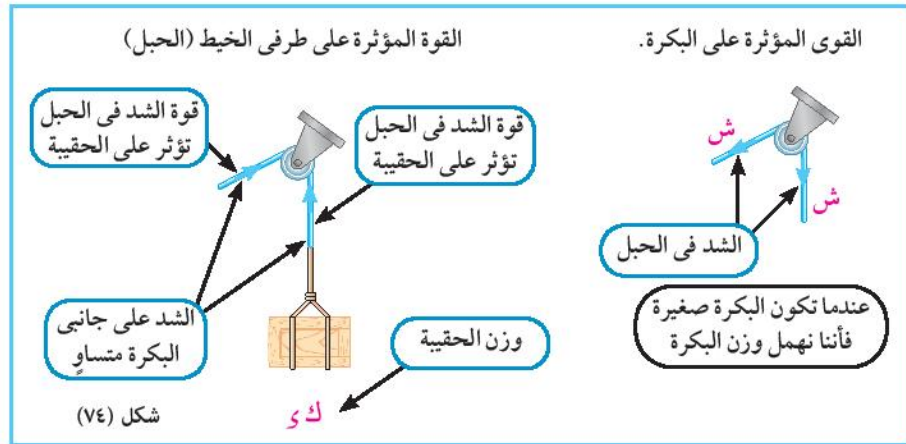 القوى المؤثرة على البكرة.
ش
ش
الشد فى الحبل
عندما تكون البكرة صغيرة
فأننا نهمل وزن البكرة
القوة المؤثرة على طرفى الخيط (الحبل)
قوة الشد فى الحبل
تؤثر على الحقيبة
قوة الشد فى الحبل
تؤثر على الحقيبة
الشد على جانبى
البكرة متساوٍ
وزن الحقيبة
ك ء
شكل (٧٤)